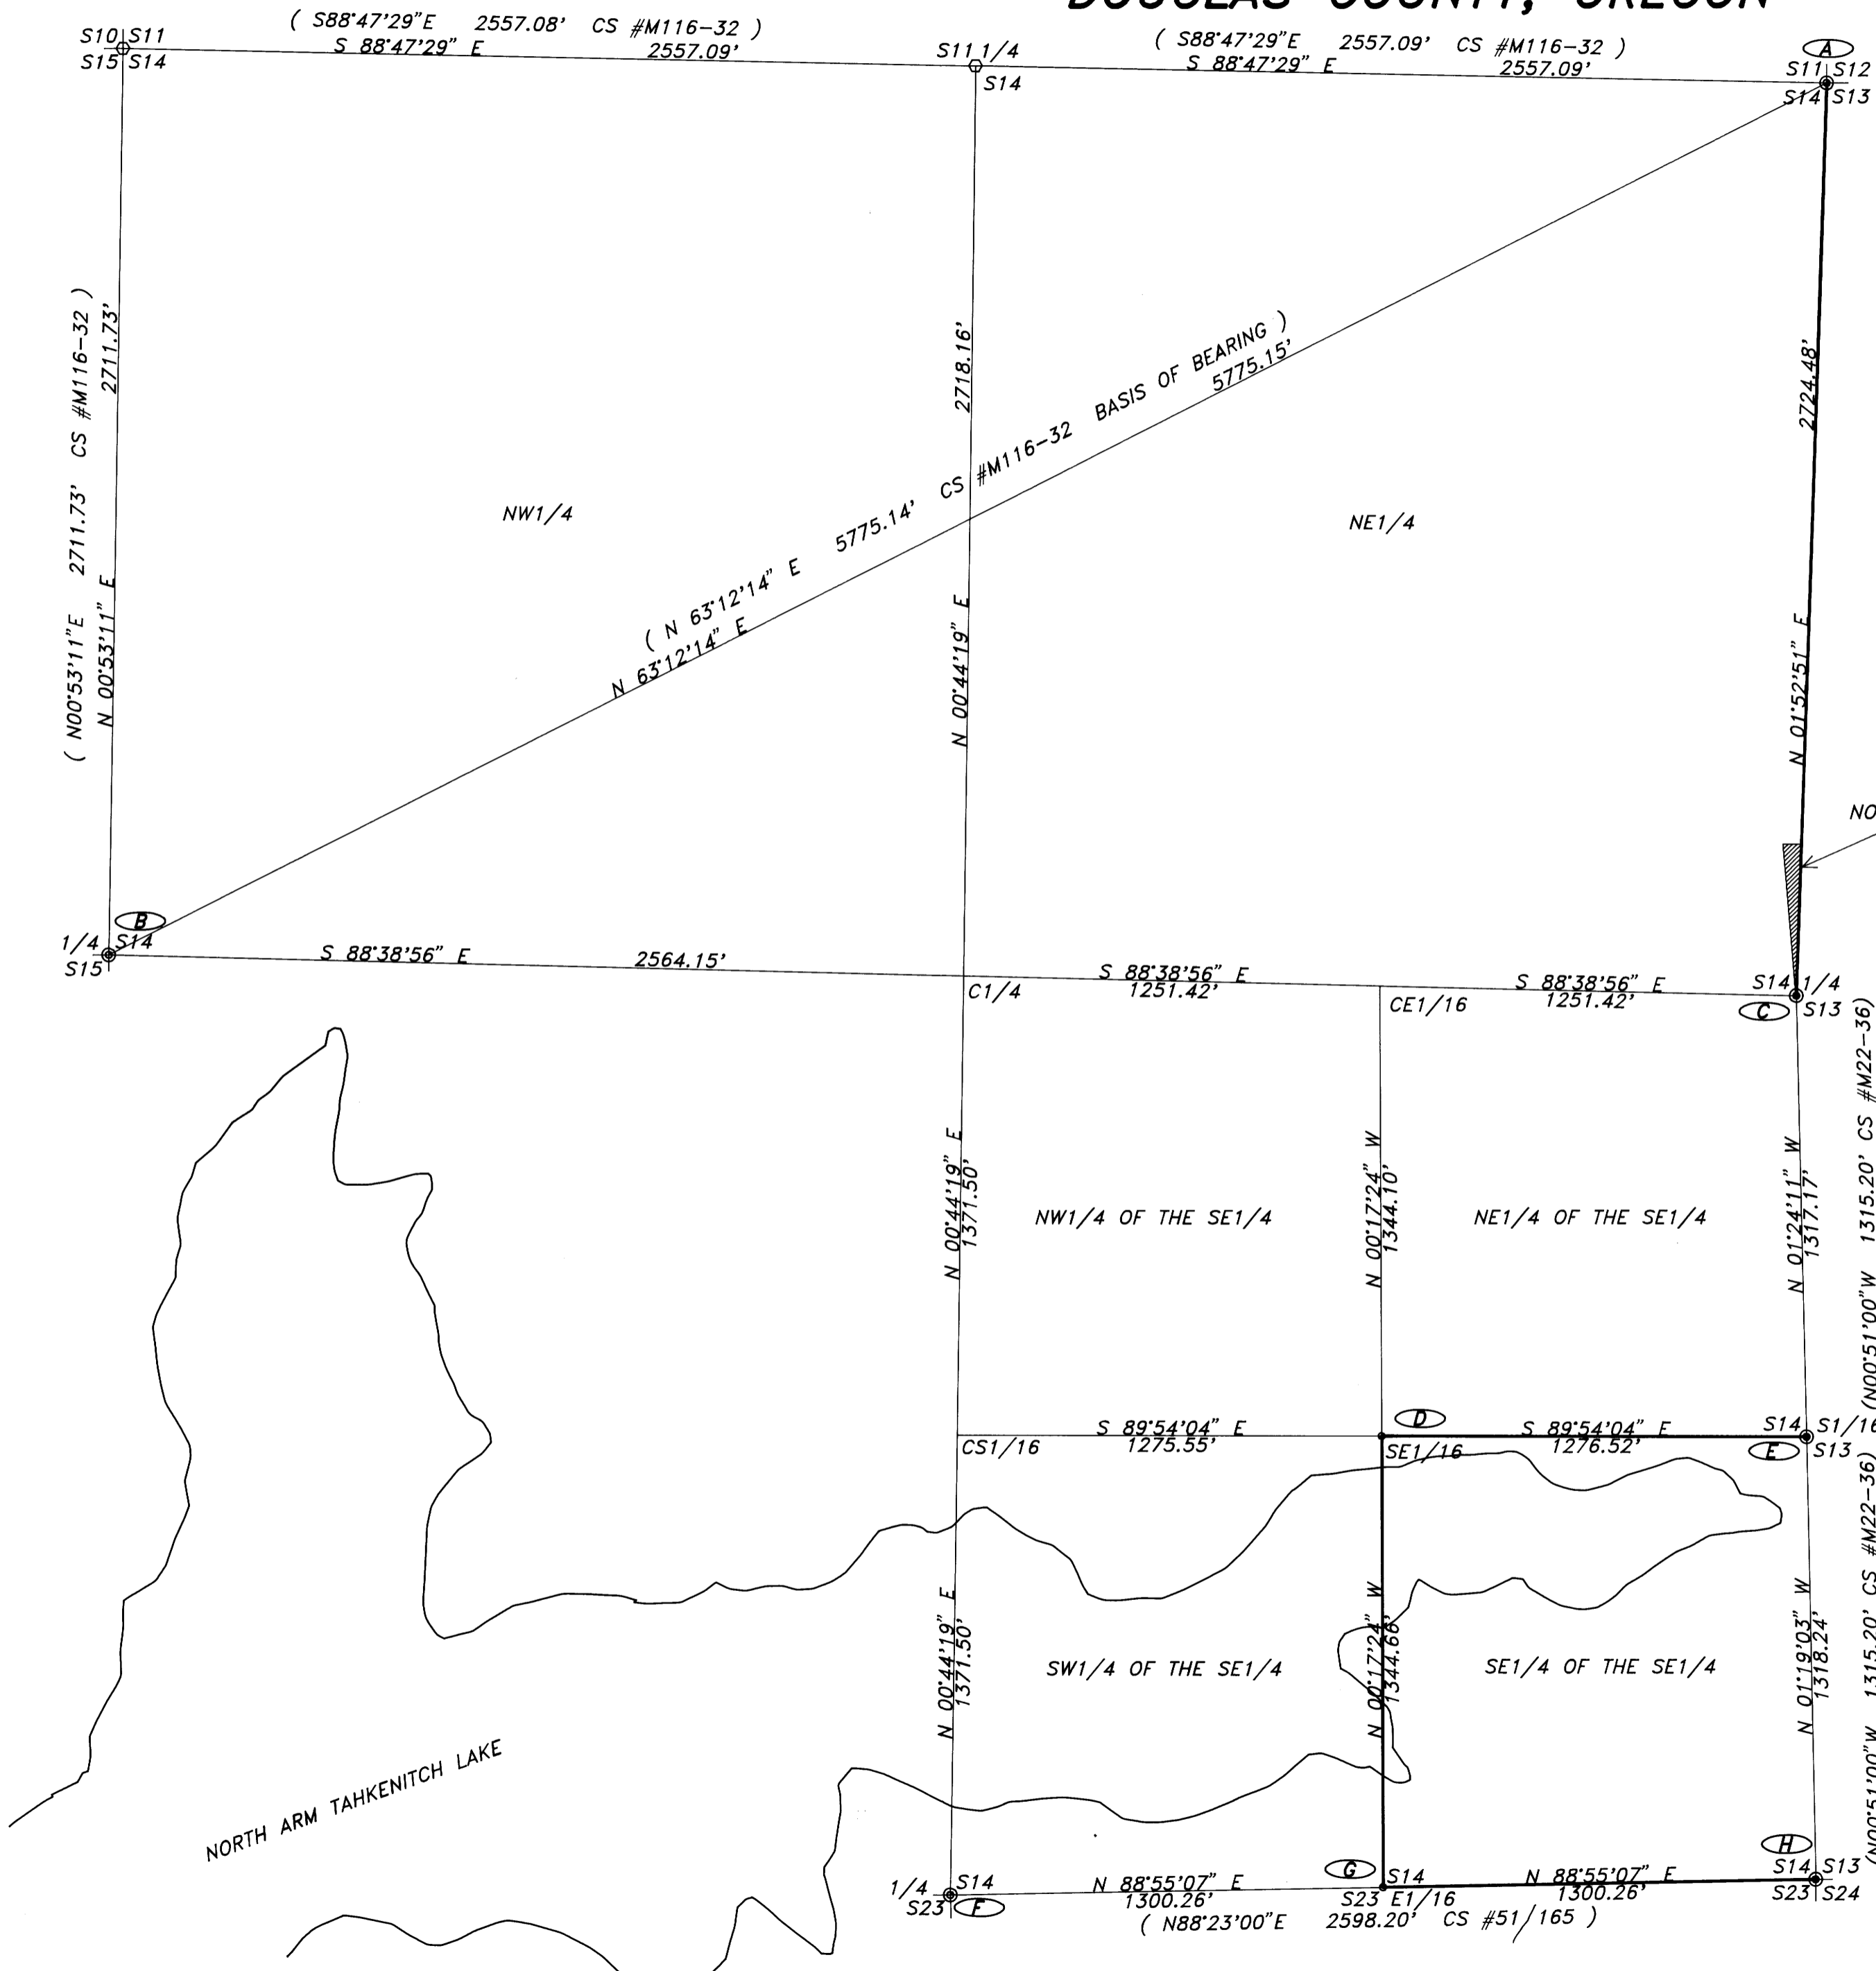 DOUGLAS COUNTY, OREGON
( S88°47'29"E 2557.08' CS #M116-32 )
S 88°47'29" E 2557.09'
( S88°47'29"E 2557.09' CS #M116-32 )
S 88°47'29" E 2557.09'
S10 S11
S15 S14
S11 1/4
S14
A
S11 S12
S14 S13
( N00°53'11"E 2711.73' CS #M116-32 )
N 00°53'11" E 2711.73'
N 00°44'19" E 2718.16'
( N 63°12'14" E 5775.14' CS #M116-32 BASIS OF BEARING )
N 63°12'14" E 5775.15'
N 01°52'51" E 2724.48'
NW1/4
NE1/4
NO
B
1/4 S14
S15
S 88°38'56" E 2564.15'
C1/4
S 88°38'56" E
1251.42'
CE1/16
S 88°38'56" E
1251.42'
S14 1/4
C
S13
N 00°44'19" E
1371.50'
NW1/4 OF THE SE1/4
N 00°17'24" W
1344.10'
NE1/4 OF THE SE1/4
N 01°24'11" W
1317.17'
(N00°51'00"W 1315.20' CS #M22-36)
CS1/16
S 89°54'04" E
1275.55'
D
SE1/16
S 89°54'04" E
1276.52'
S14 S1/16
E
S13
N 00°44'19" E
1371.50'
SW1/4 OF THE SE1/4
N 00°17'24" W
1344.66'
SE1/4 OF THE SE1/4
N 01°19'03" W
1318.24'
(N00°51'00"W 1315.20' CS #M22-36)
NORTH ARM TAHKENITCH LAKE
1/4 S14
S23
F
N 88°55'07" E
1300.26'
G
S14
S23 E1/16
N 88°55'07" E
1300.26'
H
S14 S13
S23 S24
( N88°23'00"E 2598.20' CS #51/165 )